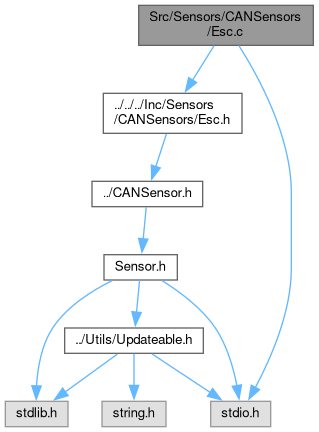 Src/Sensors/CANSensors
/Esc.c
../../../Inc/Sensors
/CANSensors/Esc.h
../CANSensor.h
Sensor.h
../Utils/Updateable.h
stdlib.h
string.h
stdio.h